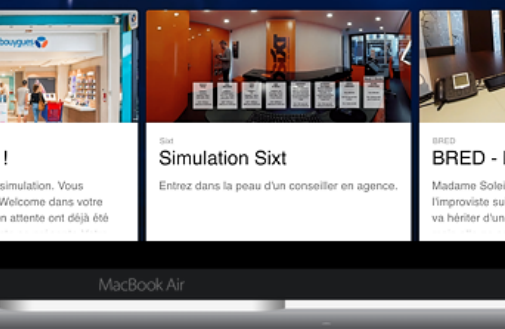 bouygues
SIXT
Sixt
BRED
!
Simulation Sixt
BRED -
simulation. Vous
Entrez dans la peau d'un conseiller en agence.
Madame Solei
Welcome dans votre
l'improviste su
n attente ont déjà été
va hériter d'un
MacBook Air